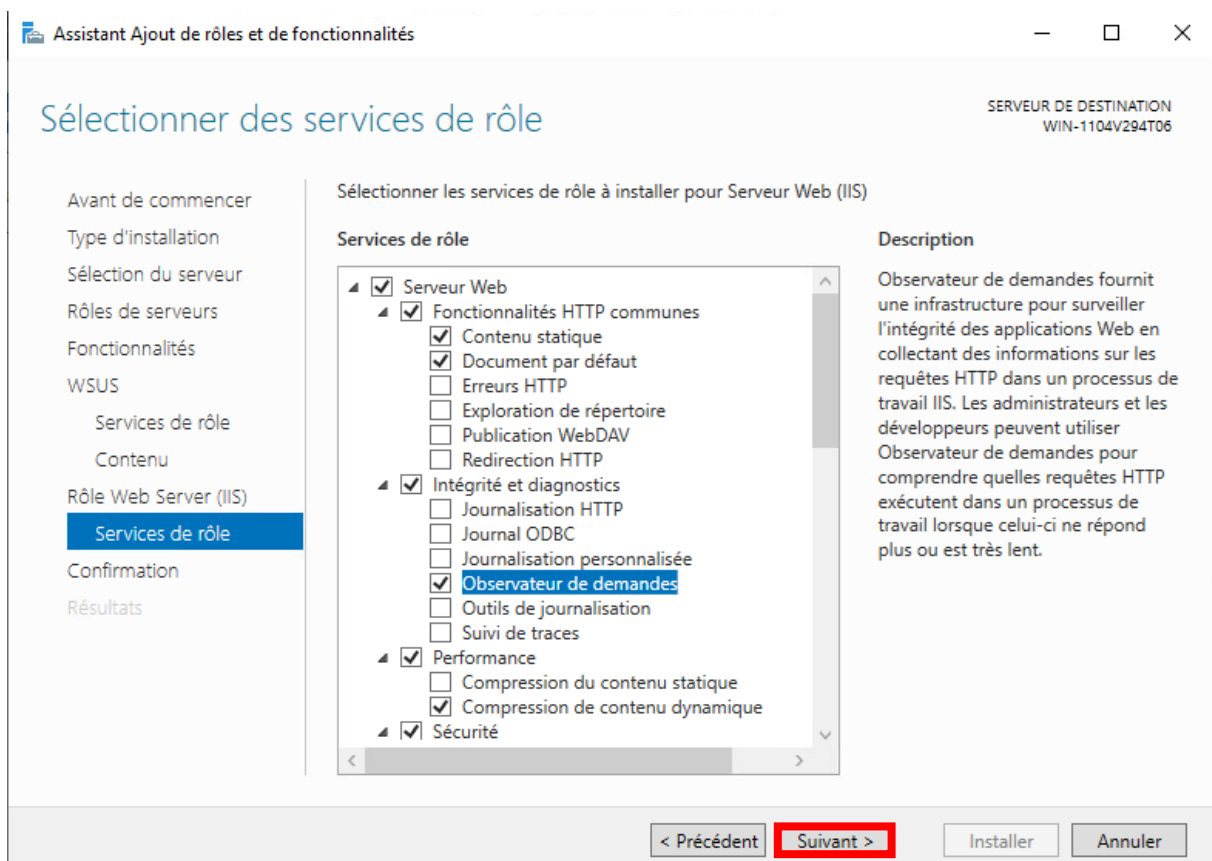 Assistant Ajout de rôles et de fonctionnalités
Sélectionner des services de rôle
SERVEUR DE DESTINATION
WIN-1104V294T06
Avant de commencer
Type d'installation
Sélection du serveur
Rôles de serveurs
Fonctionnalités
WSUS
Services de rôle
Contenu
Rôle Web Server (IIS)
Services de rôle
Confirmation
Résultats
Sélectionner les services de rôle à installer pour Serveur Web (IIS)
Services de rôle
Serveur Web
Fonctionnalités HTTP communes
Contenu statique
Document par défaut
Erreurs HTTP
Exploration de répertoire
Publication WebDAV
Redirection HTTP
Intégrité et diagnostics
Journalisation HTTP
Journal ODBC
Journalisation personnalisée
Observateur de demandes
Outils de journalisation
Suivi de traces
Performance
Compression du contenu statique
Compression de contenu dynamique
Sécurité
Description
Observateur de demandes fournit
une infrastructure pour surveiller
l'intégrité des applications Web en
collectant des informations sur les
requêtes HTTP dans un processus de
travail IIS. Les administrateurs et les
développeurs peuvent utiliser
Observateur de demandes pour
comprendre quelles requêtes HTTP
exécutent dans un processus de
travail lorsque celui-ci ne répond
plus ou est très lent.
< Précédent
Suivant >
Installer
Annuler